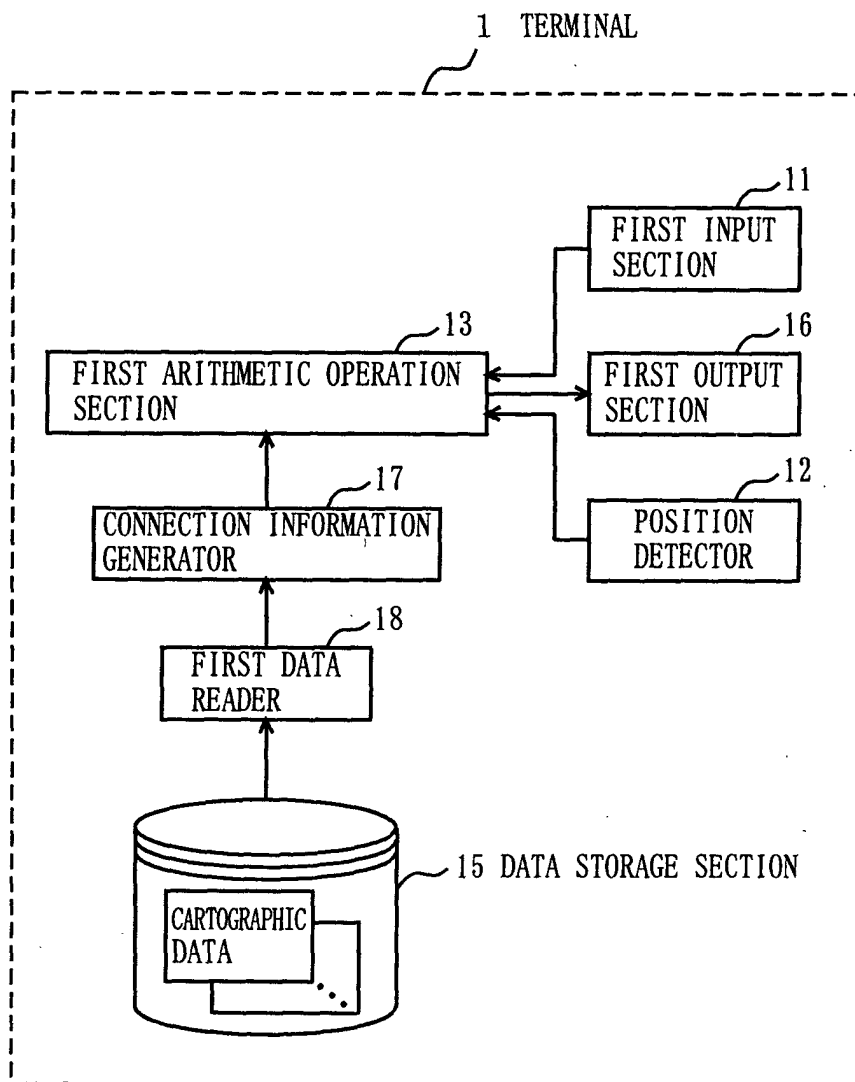 1 TERMINAL
11
FIRST INPUT
SECTION
13
FIRST ARITHMETIC OPERATION
SECTION
16
FIRST OUTPUT
SECTION
17
CONNECTION INFORMATION
GENERATOR
12
POSITION
DETECTOR
18
FIRST DATA
READER
15 DATA STORAGE SECTION
CARTOGRAPHIC
DATA